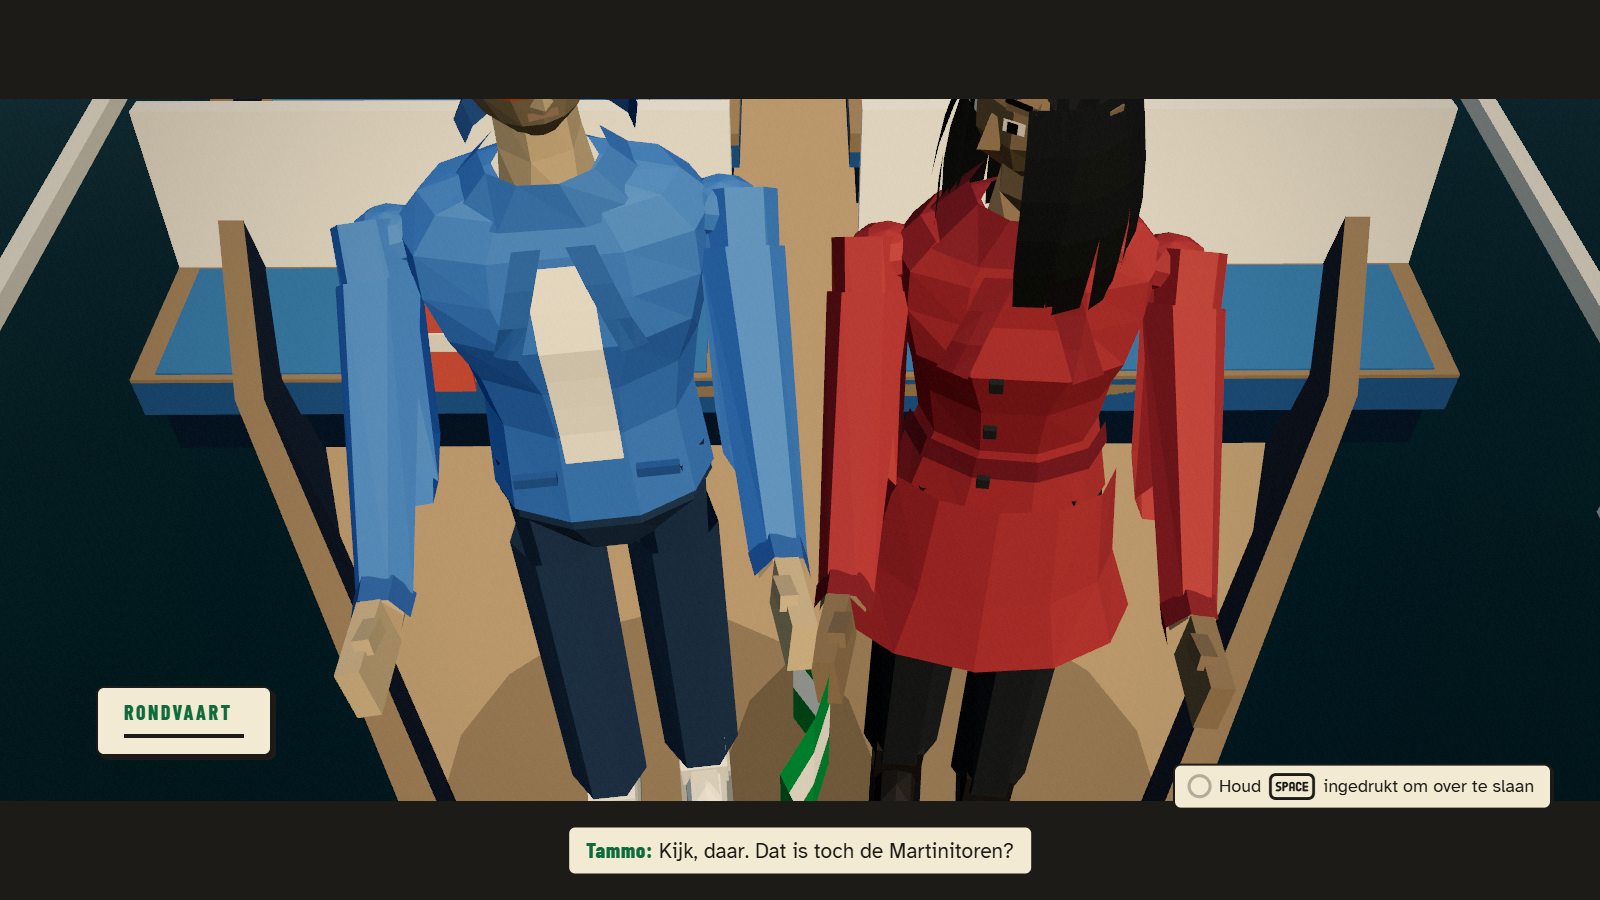 RONDVAART
Houd SPACE ingedrukt om over te slaan
Tammo: Kijk, daar. Dat is toch de Martinitoren?